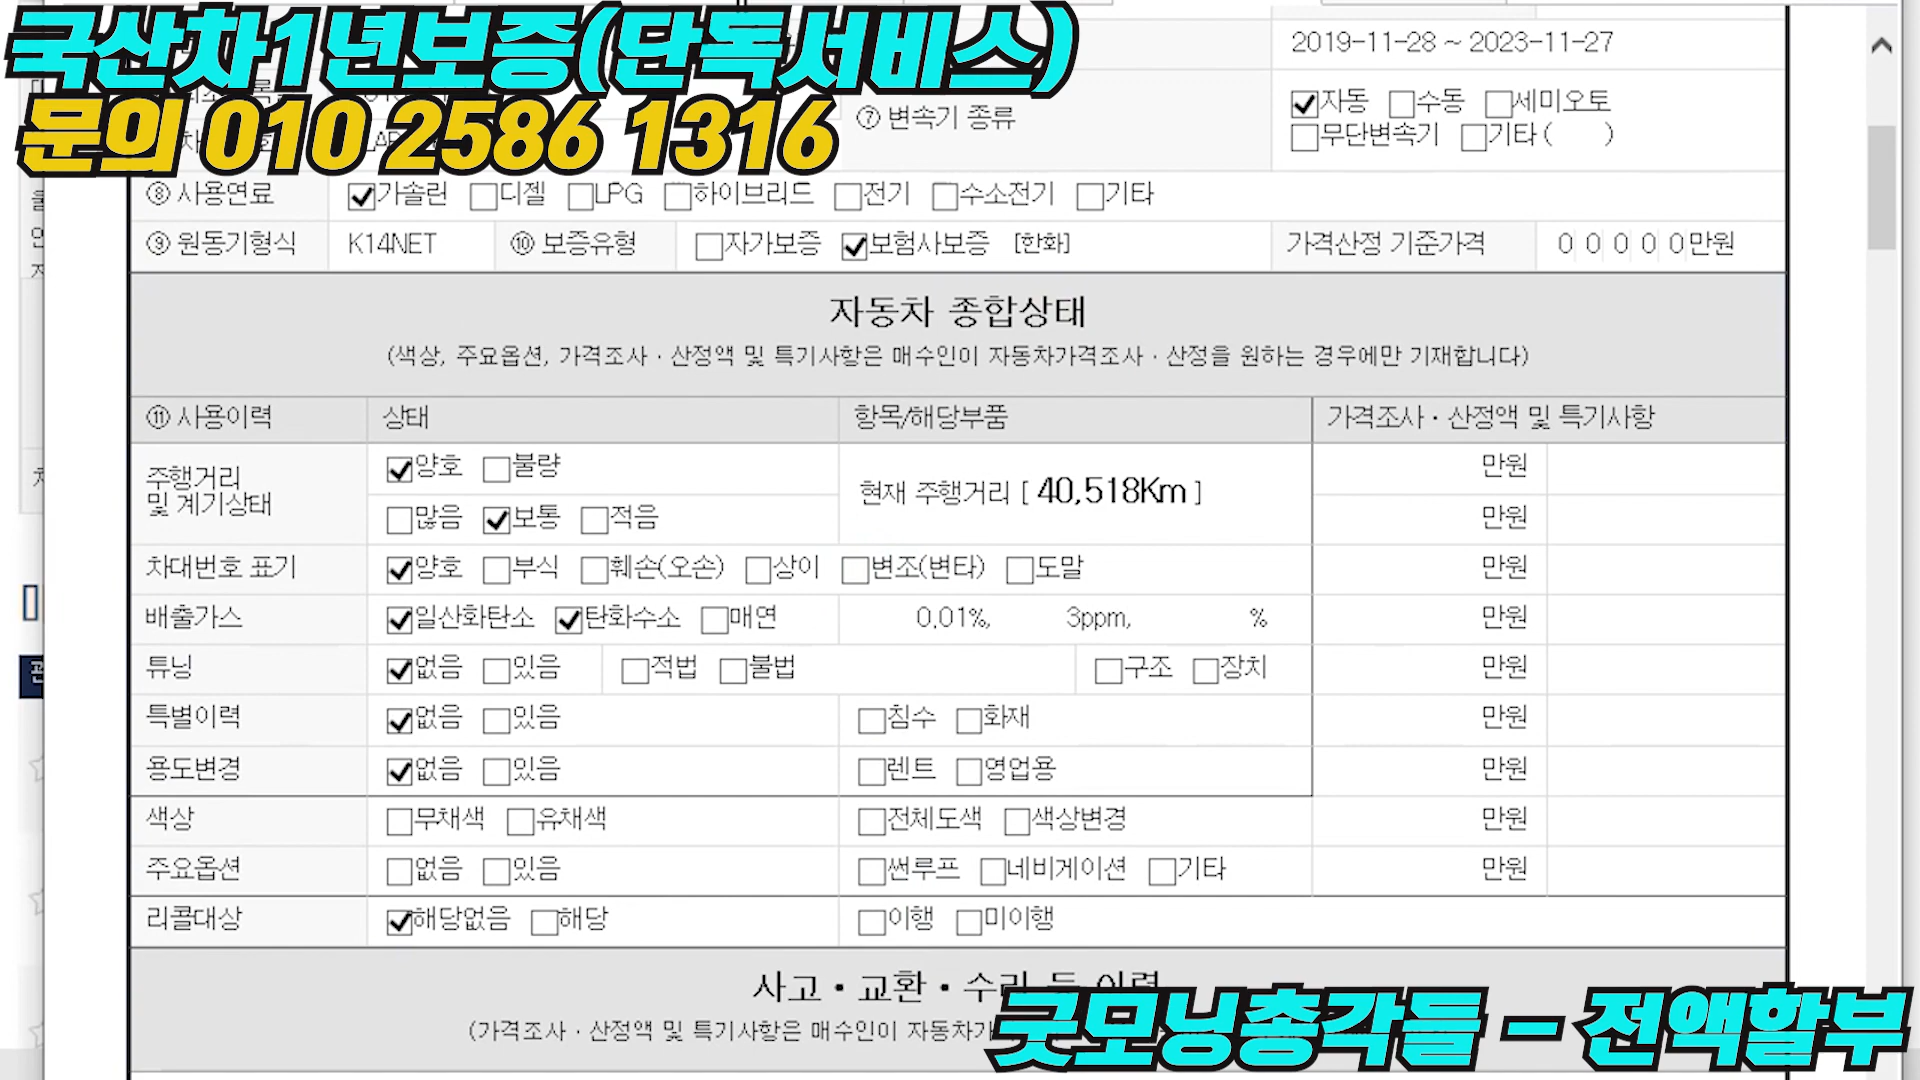 국산차1년보증(단독서비스)
문의 010 2586 1316
2019-11-28 ~ 2023-11-27
⑦ 변속기 종류
자동 수동 세미오토
무단변속기 기타 ( )
⑧ 사용연료 가솔린 디젤 LPG 하이브리드 전기 수소전기 기타
⑨ 원동기형식 K14NET ⑩ 보증유형 자가보증 보험사보증 [한화] 가격산정 기준가격 0 0 0 0 0 만원
자동차 종합상태
(색상, 주요옵션, 가격조사 · 산정액 및 특기사항은 매수인이 자동차가격조사 · 산정을 원하는 경우에만 기재합니다)
⑪ 사용이력 상태 항목/해당부품 가격조사 · 산정액 및 특기사항
주행거리
및 계기상태
양호 불량 만원
현재 주행거리 [ 40,518Km ]
많음 보통 적음 만원
차대번호 표기 양호 부식 훼손(오손) 상이 변조(변타) 도말 만원
배출가스 일산화탄소 탄화수소 매연 0.01%, 3ppm, % 만원
튜닝 없음 있음 적법 불법 구조 장치 만원
특별이력 없음 있음 침수 화재 만원
용도변경 없음 있음 렌트 영업용 만원
색상 무채색 유채색 전체도색 색상변경 만원
주요옵션 없음 있음 썬루프 네비게이션 기타 만원
리콜대상 해당없음 해당 이행 미이행
사고 • 교환 • 수리 등 이력
(가격조사 · 산정액 및 특기사항은 매수인이 자동차가
굿모닝총각들 - 전액할부